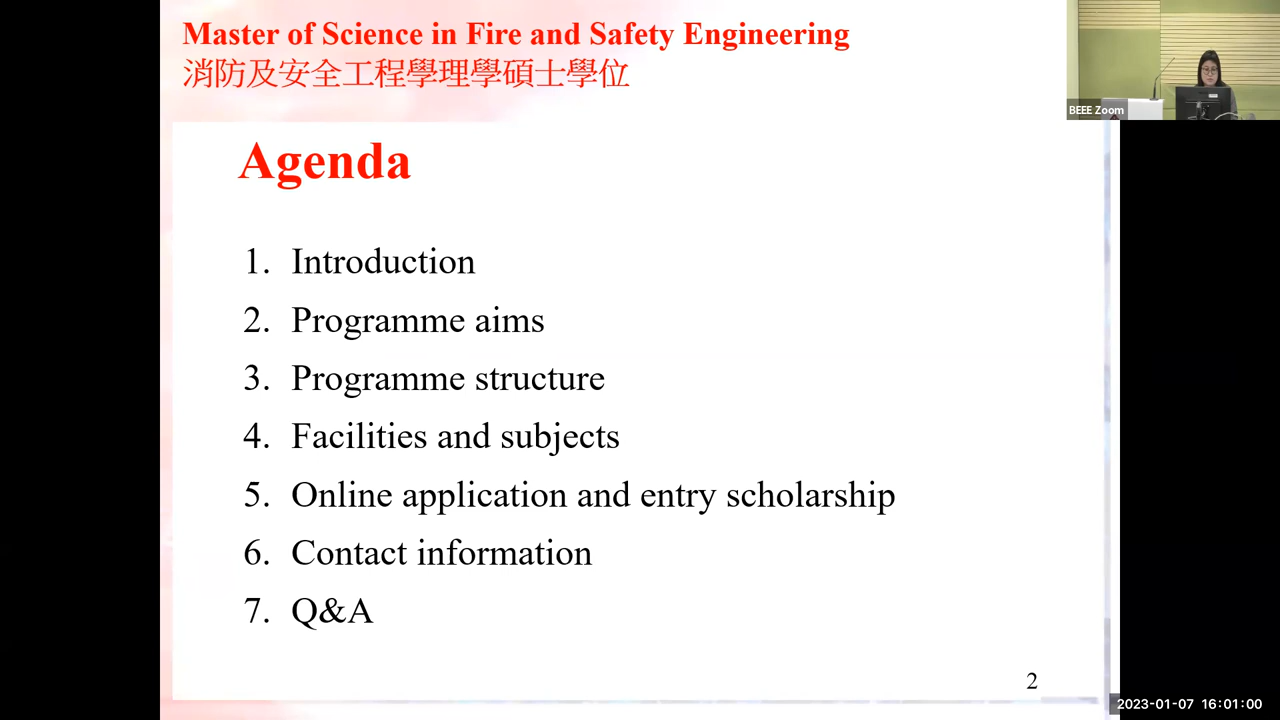 Master of Science in Fire and Safety Engineering
消防及安全工程學理學碩士學位
BEEE Zoom
Agenda
1. Introduction
2. Programme aims
3. Programme structure
4. Facilities and subjects
5. Online application and entry scholarship
6. Contact information
7. Q&A
2
2023-01-07 16:01:00